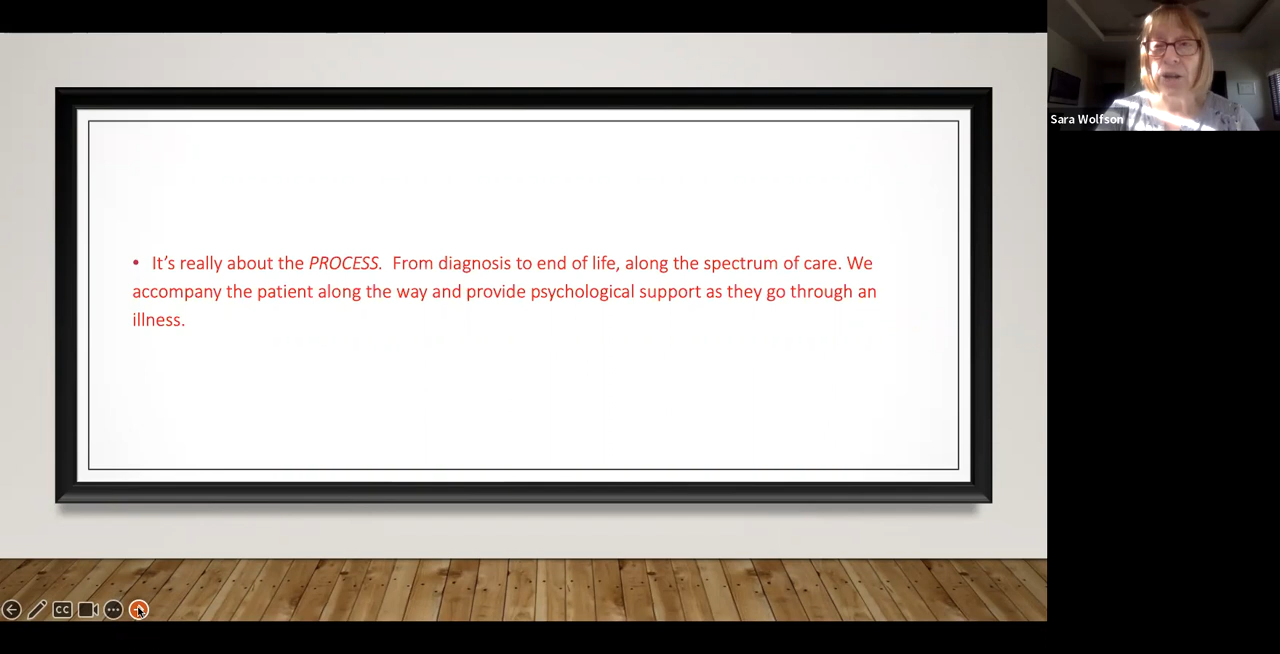 • It’s really about the PROCESS.  From diagnosis to end of life, along the spectrum of care. We
accompany the patient along the way and provide psychological support as they go through an
illness.
Sara Wolfson
CC